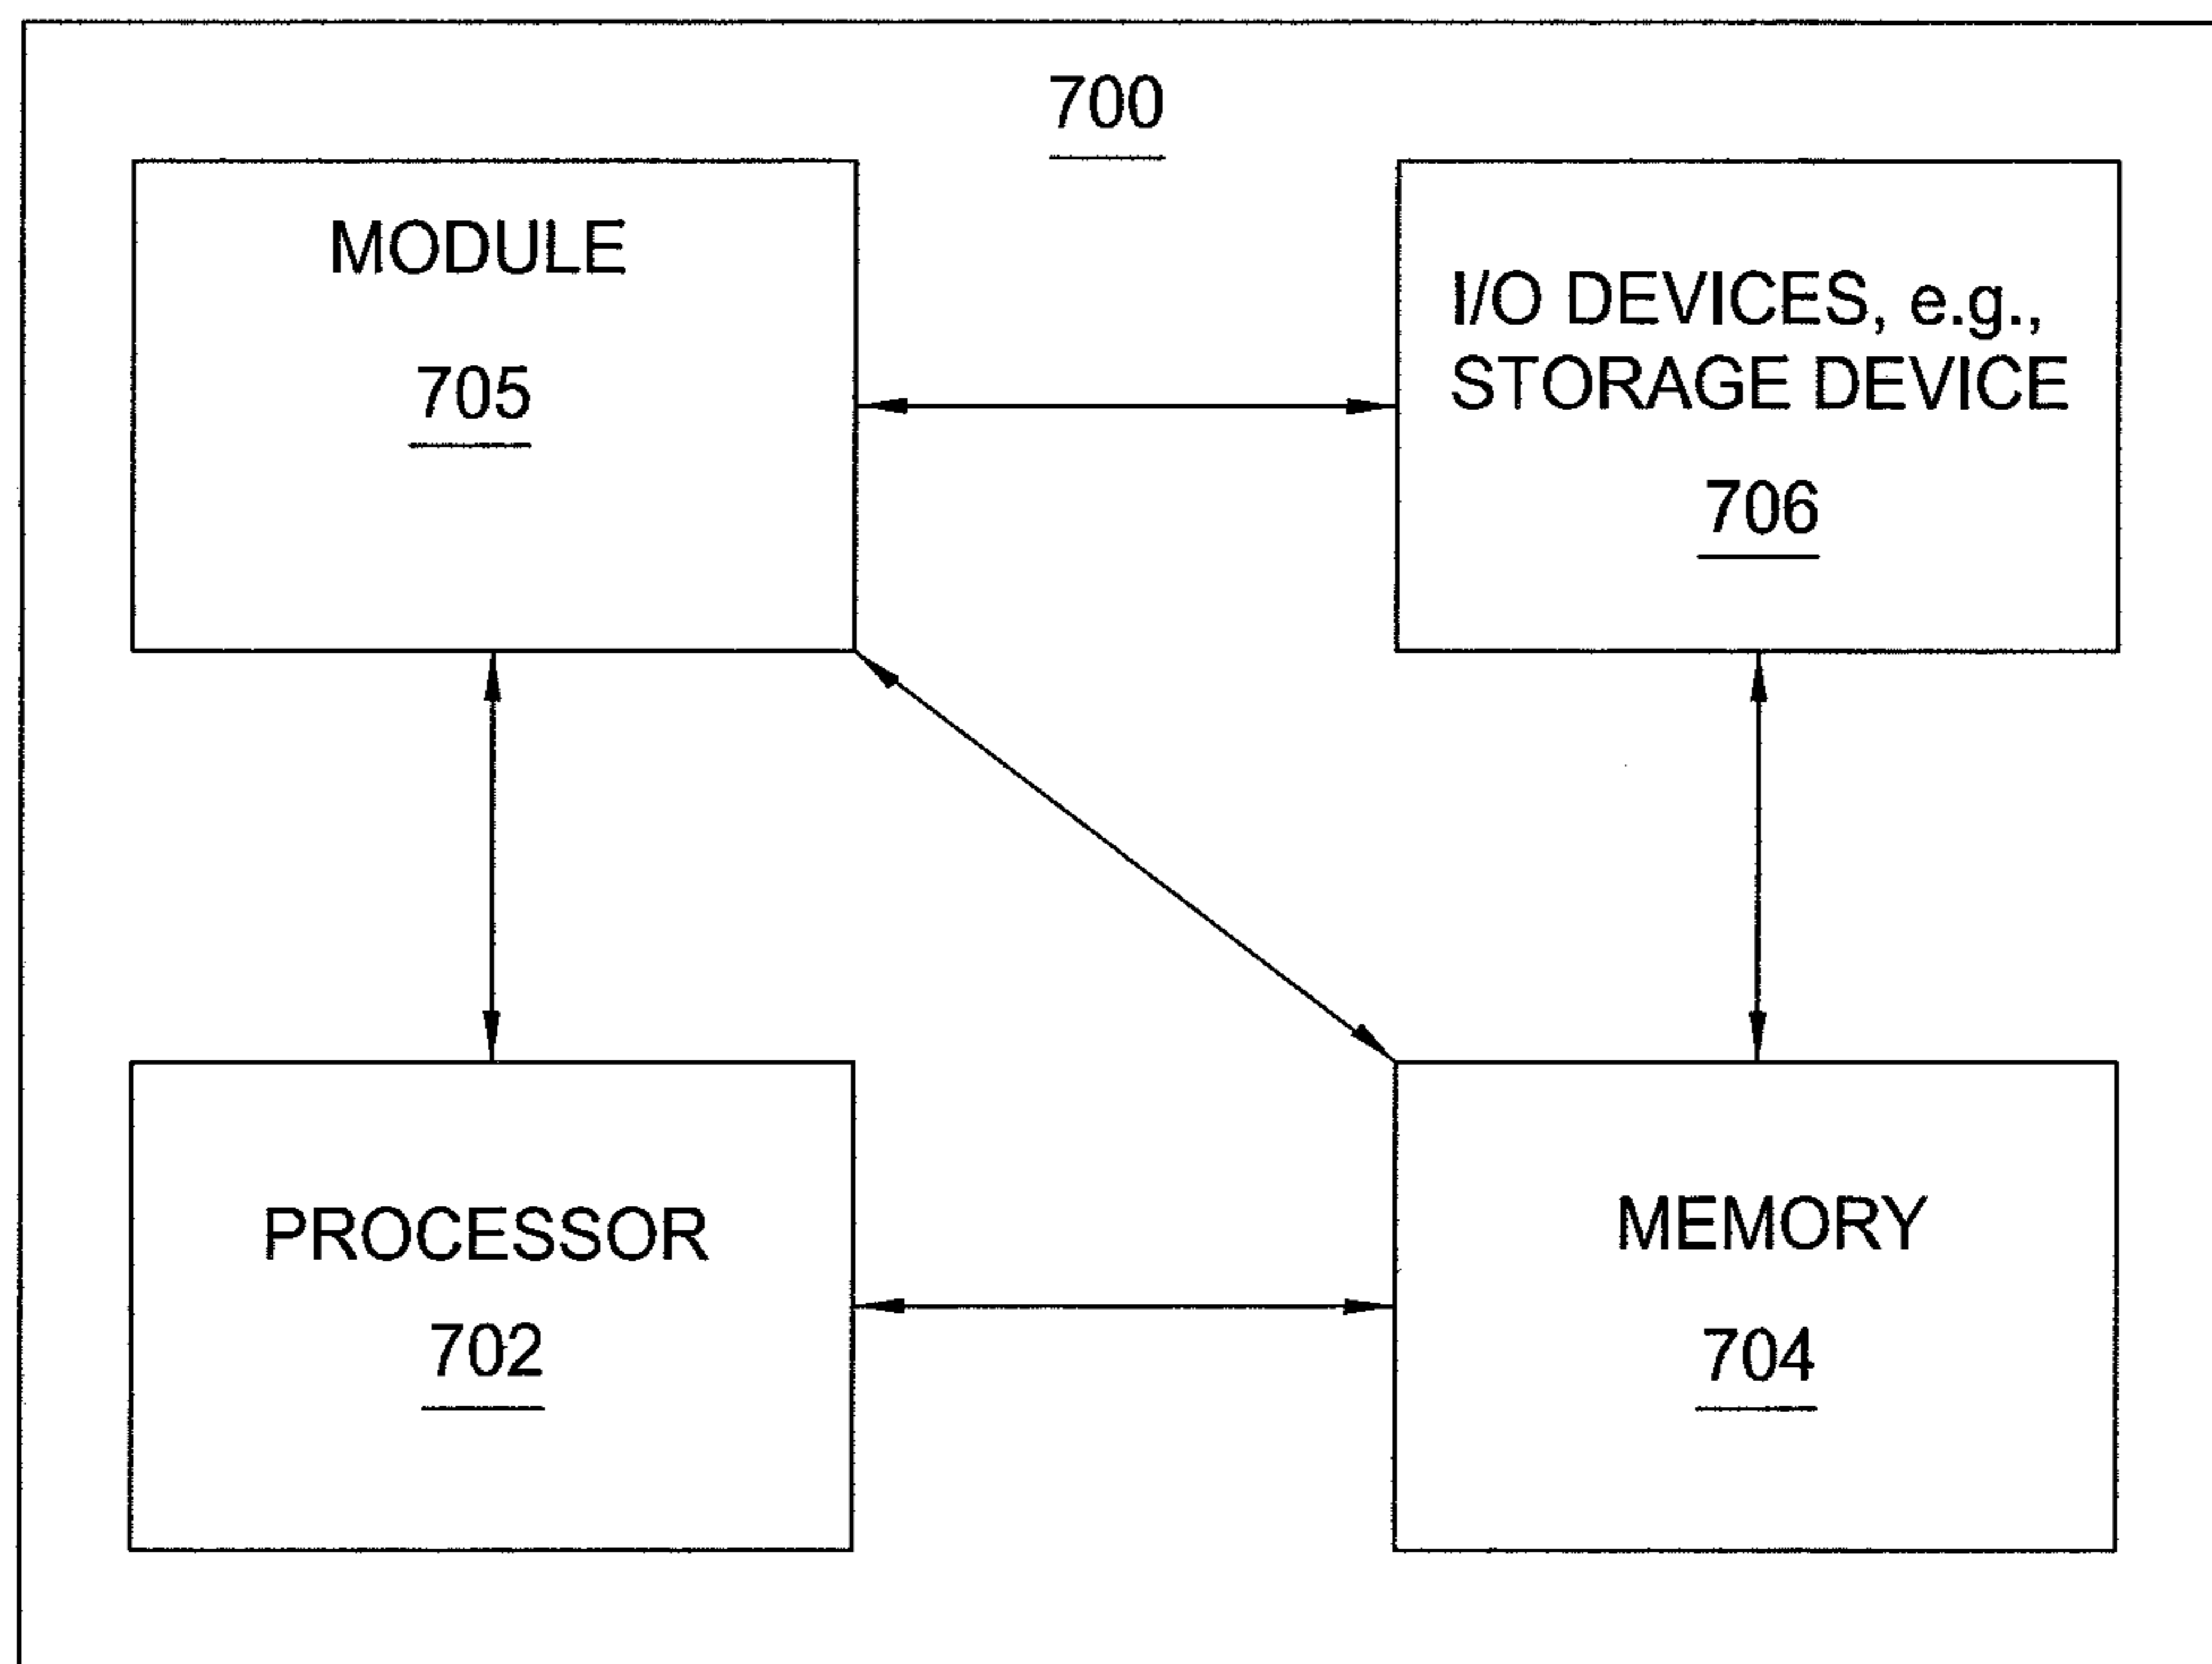 700
MODULE
705
I/O DEVICES, e.g.,
STORAGE DEVICE
706
PROCESSOR
702
MEMORY
704